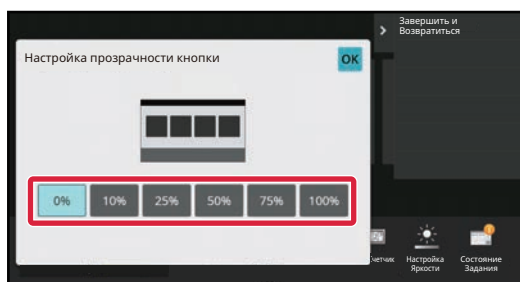 Завершить и
Возвратиться
Настройка прозрачности кнопки
OK
0% 10% 25% 50% 75% 100%
Счетчик
Настройка
Яркости
Состояние
Задания